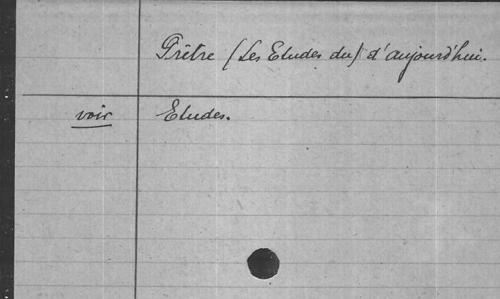 Prêtre (Les Etudes du) d'aujourd'hui.
voir Etudes.